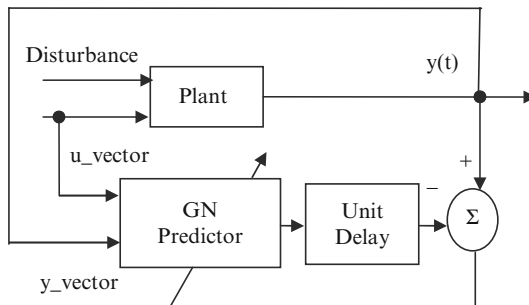 Disturbance
y(t)
Plant
u_vector
+
GN
Predictor
Unit
Delay
−
Σ
y_vector